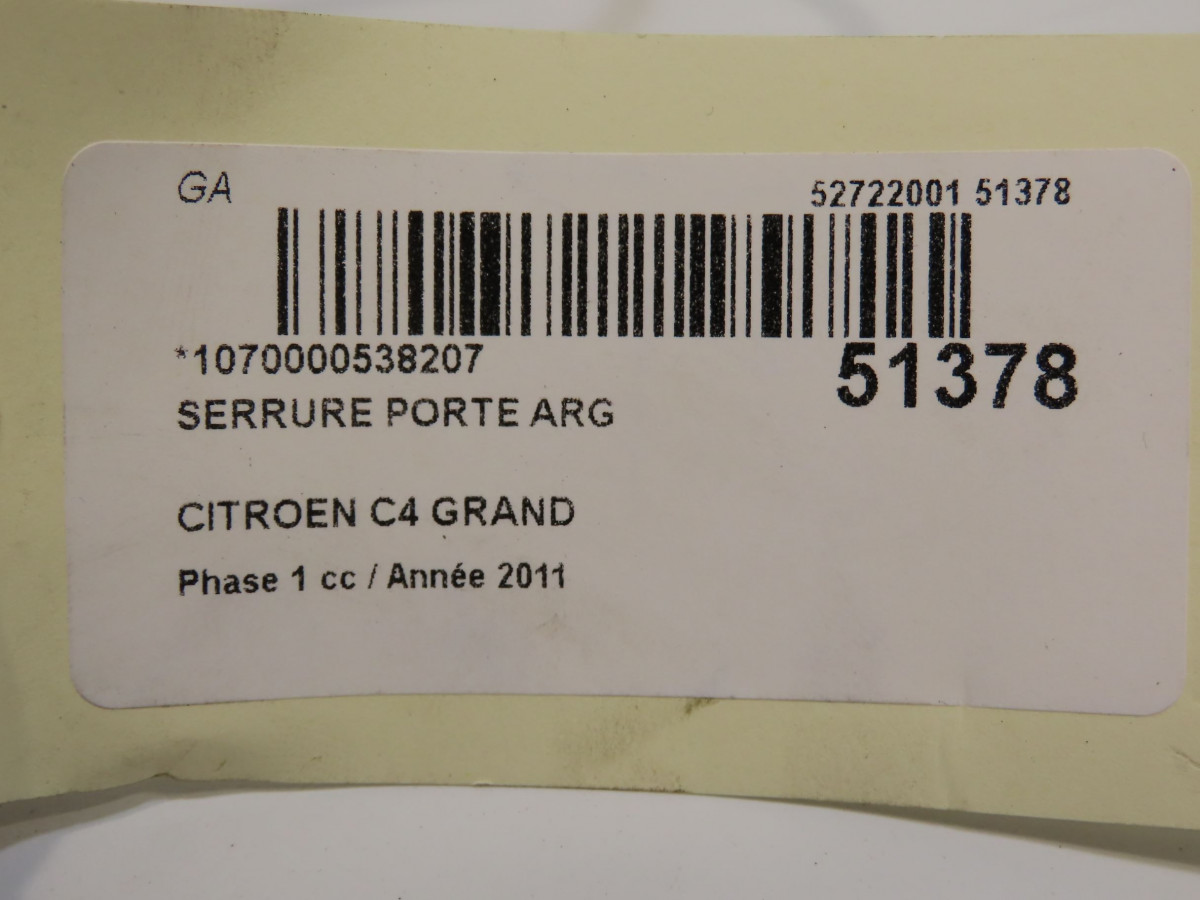 GA
52722001 51378
*1070000538207
51378
SERRURE PORTE ARG
CITROEN C4 GRAND
Phase 1 cc / Année 2011